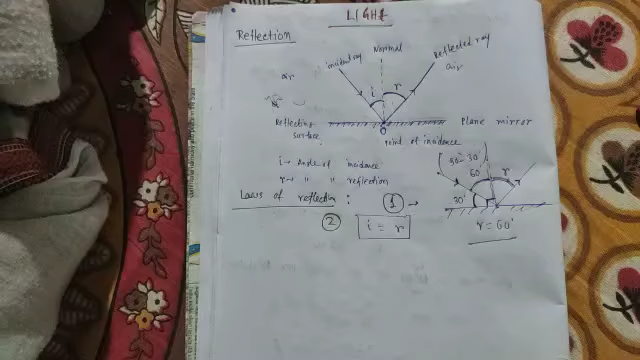 LIGHT
Reflection
incident ray
Normal
Reflected ray
air
air
i
r
Reflecting surface
Plane mirror
O
point of incidence
i → Angle of incidence
r → " " reflection
Laws of reflection :
①→
② i = r
90°- 30°
60°
r
30°
r = 60°